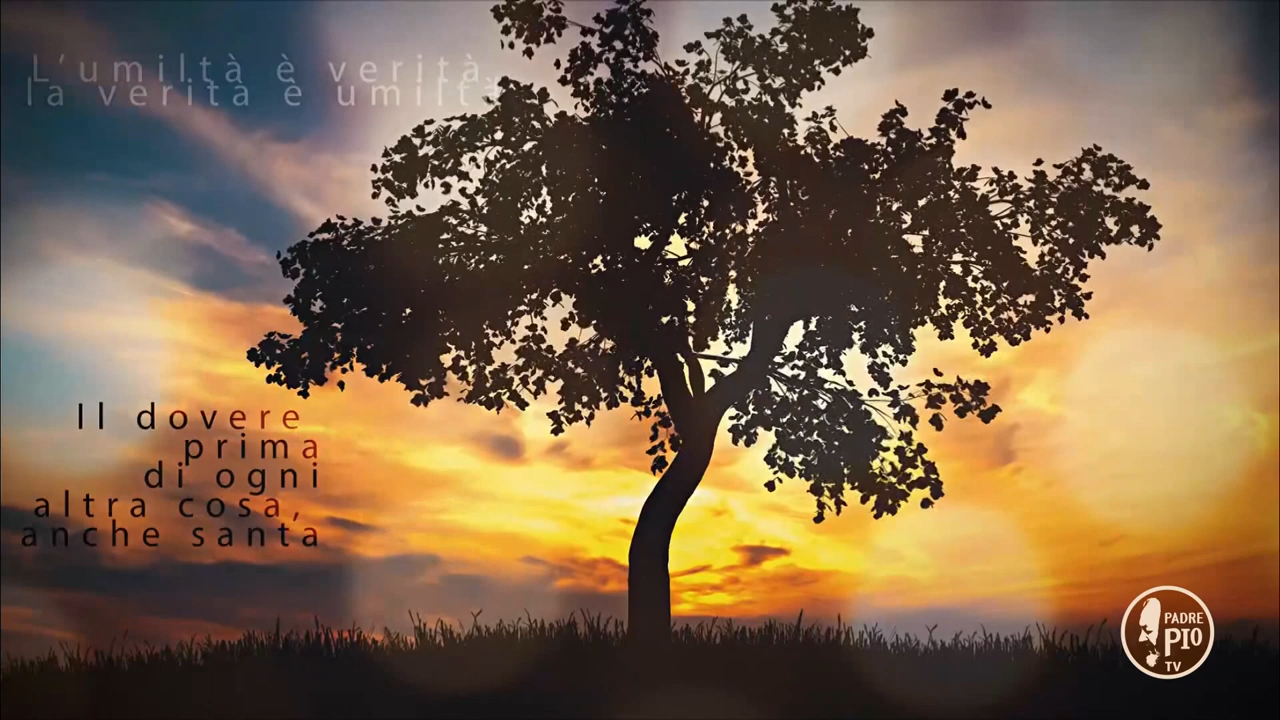 L'umiltà è verità,
la verità è umiltà
Il dovere
prima
di ogni
altra cosa,
anche santa
PADRE
PIO
TV